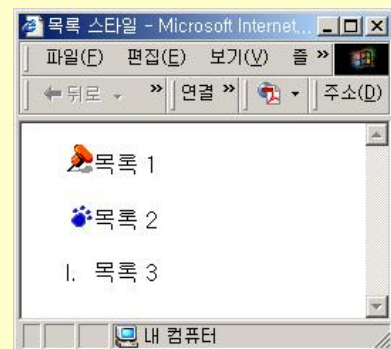 목록 스타일 - Microsoft Internet...
파일(F) 편집(E) 보기(V) 즐 »
뒤로 » 연결 » 주소(D)
목록 1
목록 2
I. 목록 3
내 컴퓨터